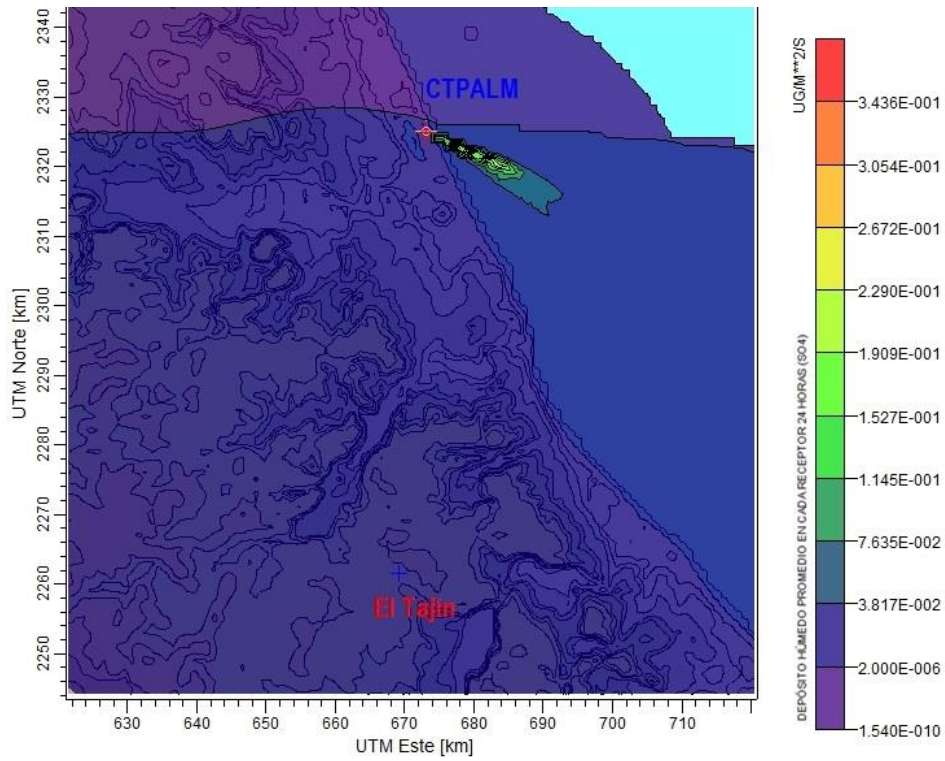 CTPALM
El Tajin
UTM Norte [km]
2340
2330
2320
2310
2300
2290
2280
2270
2260
2250
630 640 650 660 670 680 690 700 710
UTM Este [km]
UG/M**2/S
DEPÓSITO HÚMEDO PROMEDIO EN CADA RECEPTOR 24 HORAS (SO4)
3.436E-001
3.054E-001
2.672E-001
2.290E-001
1.909E-001
1.527E-001
1.145E-001
7.635E-002
3.817E-002
2.000E-006
1.540E-010